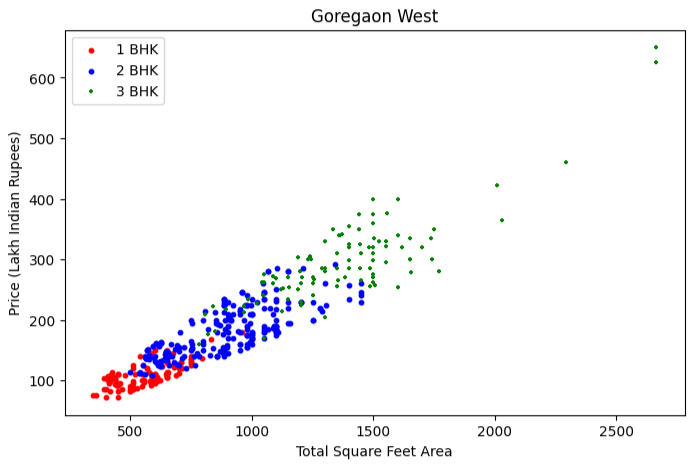 Goregaon West
1 BHK
2 BHK
3 BHK
600
500
400
300
200
100
Price (Lakh Indian Rupees)
500
1000
1500
2000
2500
Total Square Feet Area